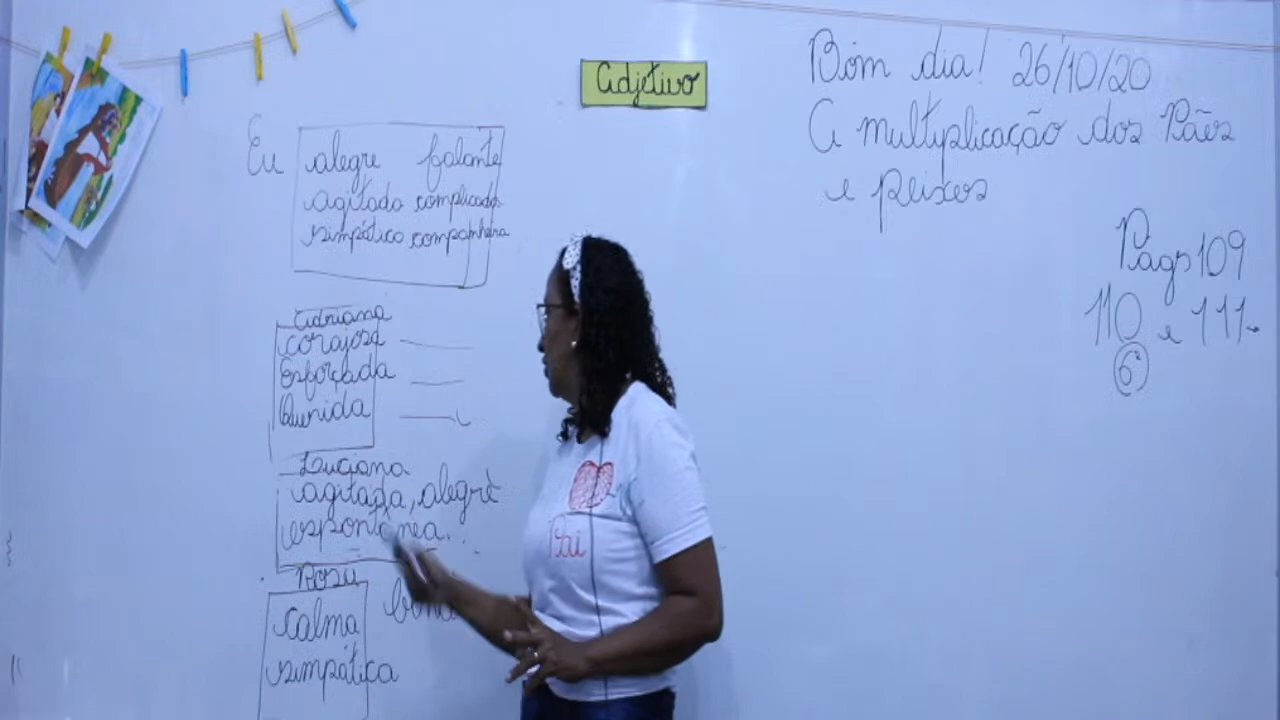 Adjetivo
Bom dia! 26/10/20
A multiplicação dos Pães
e peixes
Pags 109
110 e 111
6º
Eu
alegre falante
agitado complicado
simpático companheira
Adriana
corajosa
Esforçada
Querida
Luciana
agitada, alegre
espontânea.
Rosa
calma
simpática
Pai